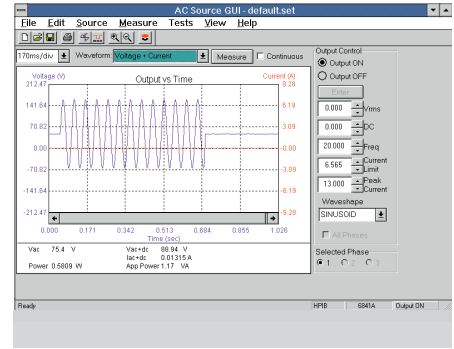 AC Source GUI - default.set
File Edit Source Measure Tests View Help
170ms/div Waveform: Voltage + Current Measure Continuous
Output Control
Output ON
Output OFF
Enter
0.000 Vrms
0.000 DC
20.000 Freq
6.565 Current Limit
13.000 Peak Current
Waveshape
SINUSOID
All Phases
Selected Phase
1 2 3
Voltage (V) Output vs Time Current (A)
212.47 9.28
141.64 6.19
70.82 3.09
0.00 -0.00
-70.82 -3.09
-141.64 -6.19
-212.47 -9.28
0.000 0.171 0.342 0.513 0.684 0.855 1.026
Time (sec)
Vac 75.4 V Vac+dc 88.94 V
Iac+dc 0.01315 A
Power 0.5809 W App Power 1.17 VA
Ready HPIB 6841A Output ON